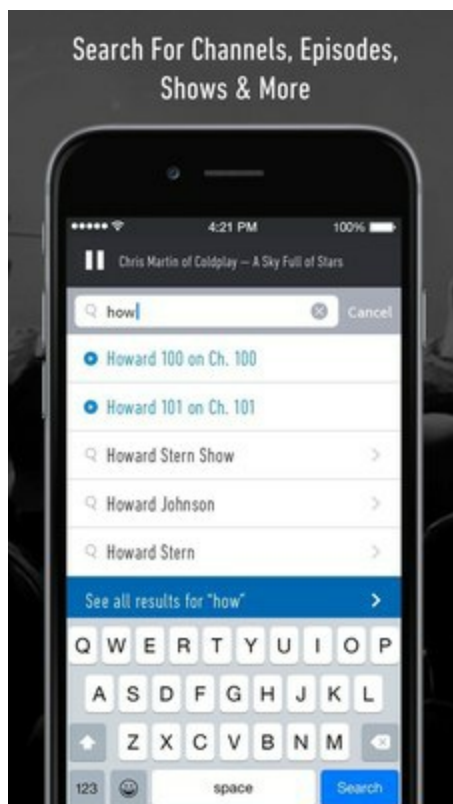 Search For Channels, Episodes,
Shows & More
4:21 PM 100%
Chris Martin of Coldplay – A Sky Full of Stars
how Cancel
Howard 100 on Ch. 100
Howard 101 on Ch. 101
Howard Stern Show
Howard Johnson
Howard Stern
See all results for "how"
Q W E R T Y U I O P
A S D F G H J K L
Z X C V B N M
123 space Search